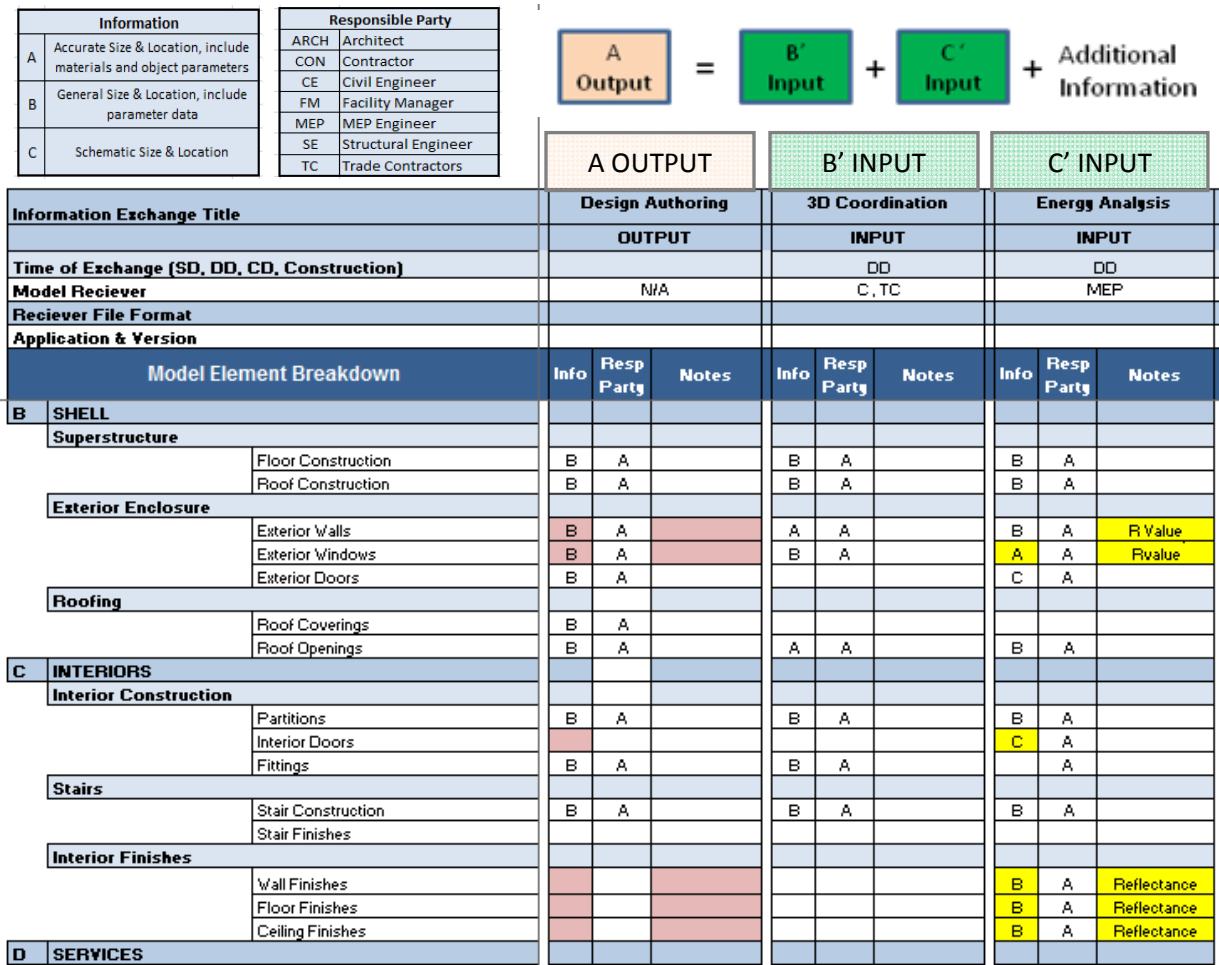 Information
A Accurate Size & Location, include
materials and object parameters
B General Size & Location, include
parameter data
C Schematic Size & Location
Responsible Party
ARCH Architect
CON Contractor
CE Civil Engineer
FM Facility Manager
MEP MEP Engineer
SE Structural Engineer
TC Trade Contractors
A
Output
=
B′
Input
+
C′
Input
+
Additional
Information
A OUTPUT B’ INPUT C’ INPUT
Information Exchange Title Design Authoring 3D Coordination Energy Analysis
OUTPUT INPUT INPUT
Time of Exchange (SD, DD, CD, Construction) DD DD
Model Reciever N/A C, TC MEP
Reciever File Format
Application & Version
Model Element Breakdown Info Resp Party Notes Info Resp Party Notes Info Resp Party Notes
B SHELL
Superstructure
Floor Construction B A B A B A
Roof Construction B A B A B A
Exterior Enclosure
Exterior Walls B A A A B A R Value
Exterior Windows B A B A A A Rvalue
Exterior Doors B A C A
Roofing
Roof Coverings B A
Roof Openings B A A A B A
C INTERIORS
Interior Construction
Partitions B A B A B A
Interior Doors C A
Fittings B A B A A
Stairs
Stair Construction B A B A B A
Stair Finishes
Interior Finishes
Wall Finishes B A Reflectance
Floor Finishes B A Reflectance
Ceiling Finishes B A Reflectance
D SERVICES